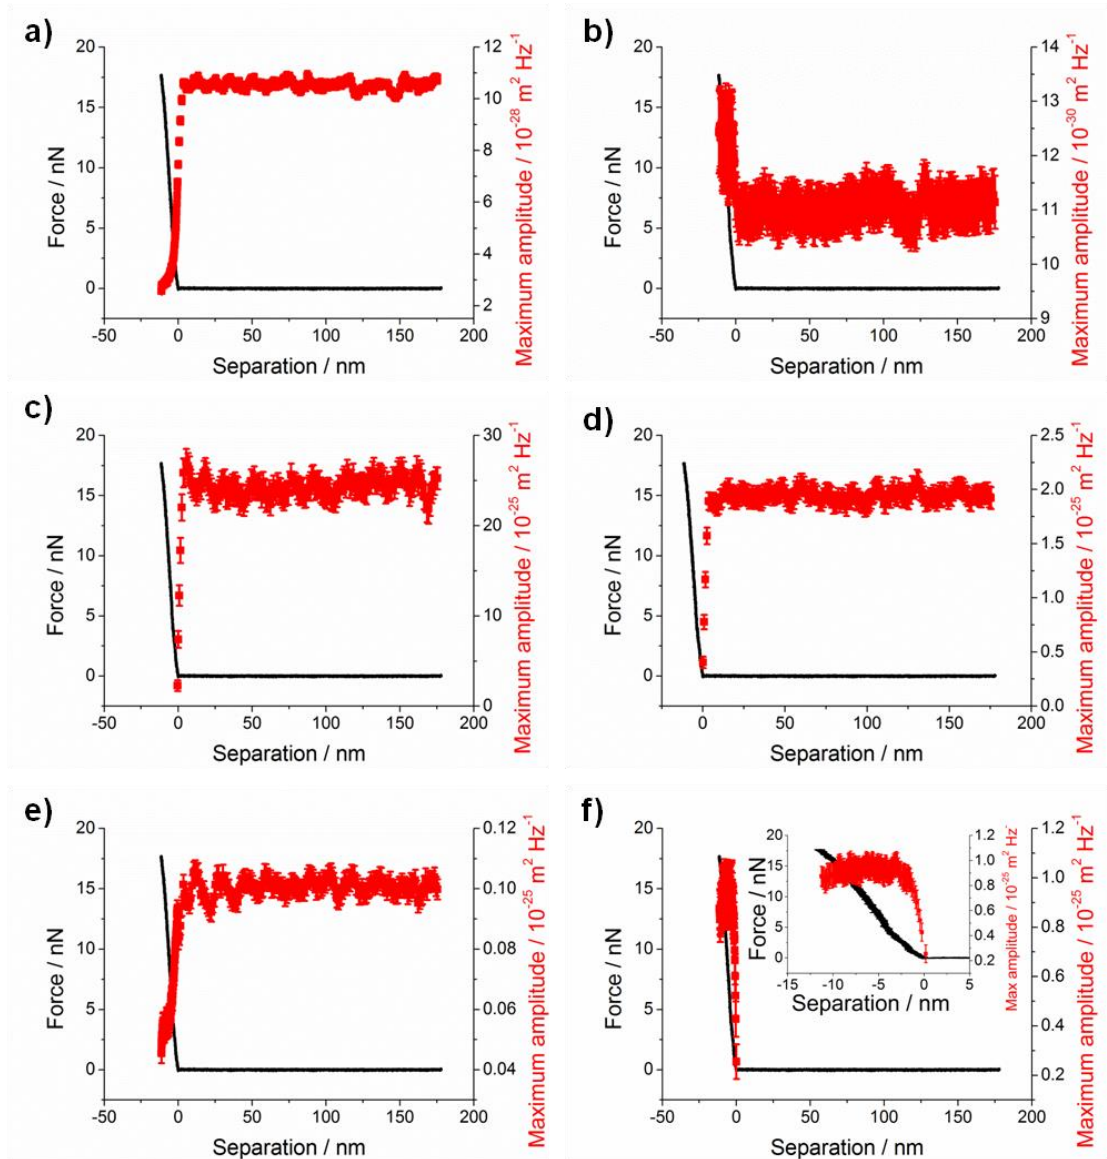 a)
20
15
10
5
0
Force / nN
-50 0 50 100 150 200
Separation / nm
12
10
8
6
4
2
Maximum amplitude / 10⁻²⁸ m² Hz⁻¹
b)
20
15
10
5
0
Force / nN
-50 0 50 100 150 200
Separation / nm
14
13
12
11
10
9
Maximum amplitude / 10⁻³⁰ m² Hz⁻¹
c)
20
15
10
5
0
Force / nN
-50 0 50 100 150 200
Separation / nm
30
20
10
0
Maximum amplitude / 10⁻²⁵ m² Hz⁻¹
d)
20
15
10
5
0
Force / nN
0 50 100 150 200
Separation / nm
2.5
2.0
1.5
1.0
0.5
0.0
Maximum amplitude / 10⁻²⁵ m² Hz⁻¹
e)
20
15
10
5
0
Force / nN
-50 0 50 100 150 200
Separation / nm
0.12
0.10
0.08
0.06
0.04
Maximum amplitude / 10⁻²⁵ m² Hz⁻¹
f)
20
15
10
5
0
Force / nN
-50 0 50 100 150 200
Separation / nm
1.2
1.0
0.8
0.6
0.4
0.2
Maximum amplitude / 10⁻²⁵ m² Hz⁻¹
20
15
10
5
0
Force / nN
-15 -10 -5 0 5
Separation / nm
1.2
1.0
0.8
0.6
0.4
0.2
Max amplitude / 10⁻²⁵ m² Hz⁻